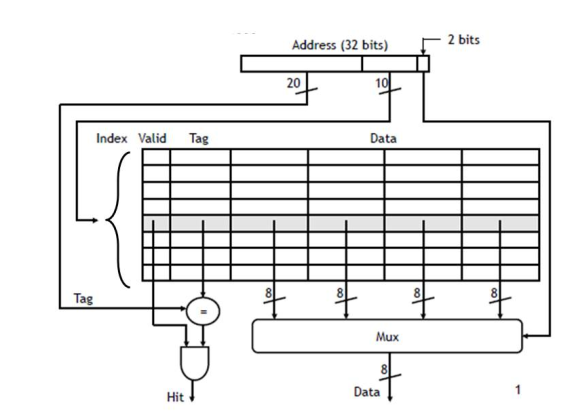 Address (32 bits)
2 bits
20
10
Index Valid Tag Data
Tag
=
8 8 8 8
Mux
8
Hit
Data
1